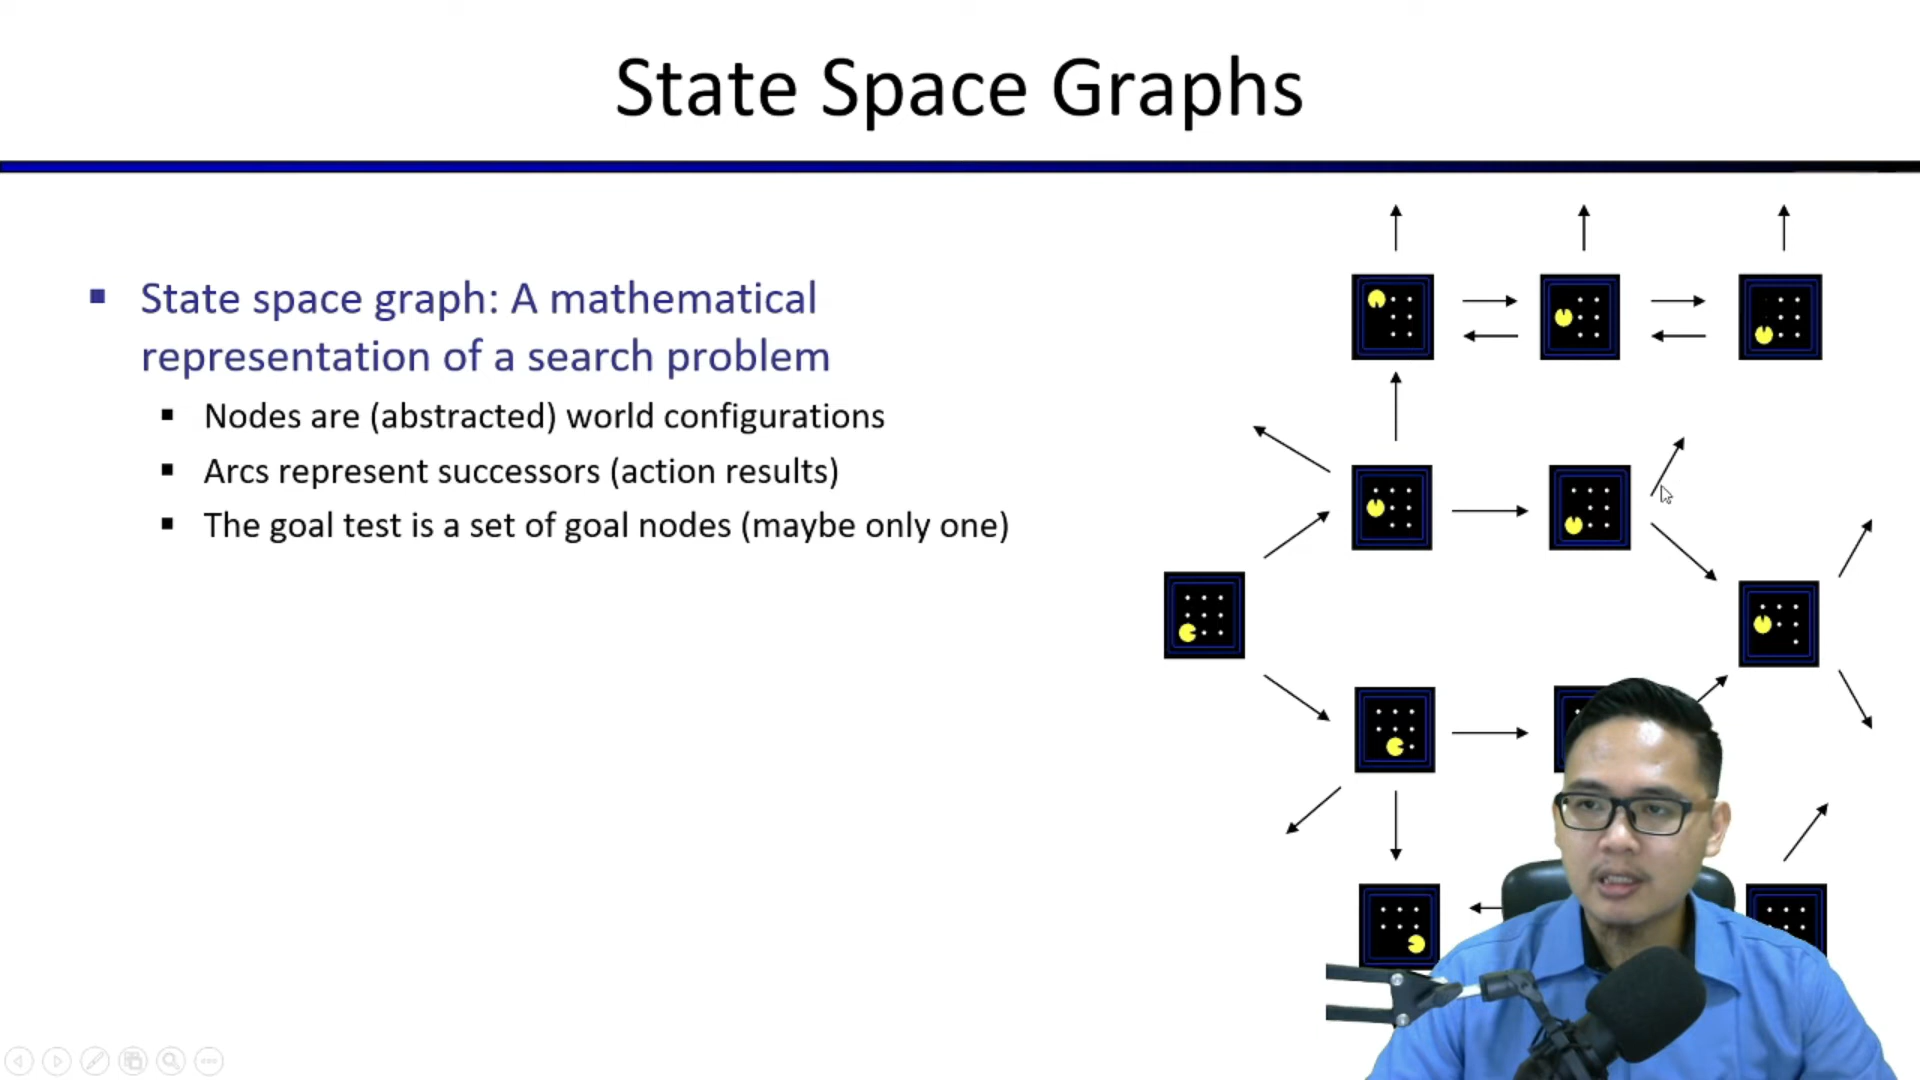 State Space Graphs
State space graph: A mathematical
representation of a search problem
Nodes are (abstracted) world configurations
Arcs represent successors (action results)
The goal test is a set of goal nodes (maybe only one)